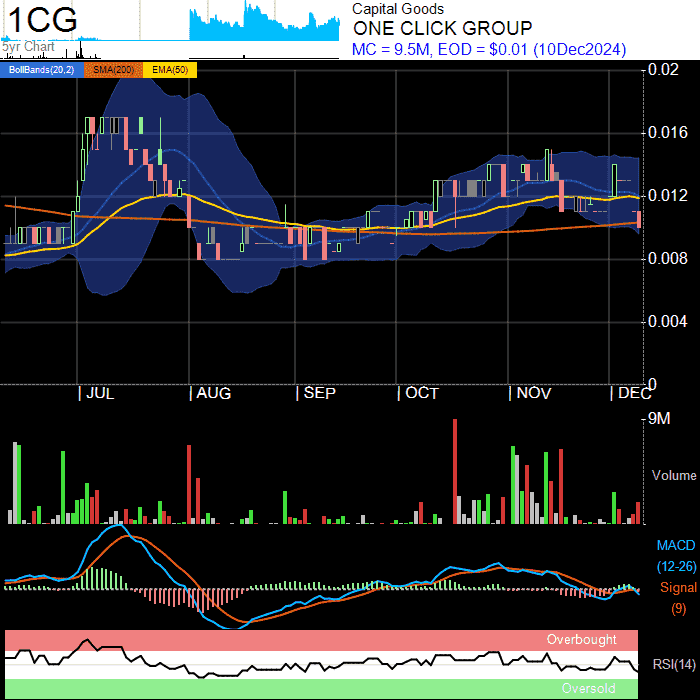 1CG
5yr Chart
Capital Goods
ONE CLICK GROUP
MC = 9.5M, EOD = $0.01 (10Dec2024)
BollBands(20,2) SMA(200) EMA(50)
0.02
0.016
0.012
0.008
0.004
0
JUL AUG SEP OCT NOV DEC
9M
Volume
MACD
(12-26)
Signal
(9)
Overbought
RSI(14)
Oversold